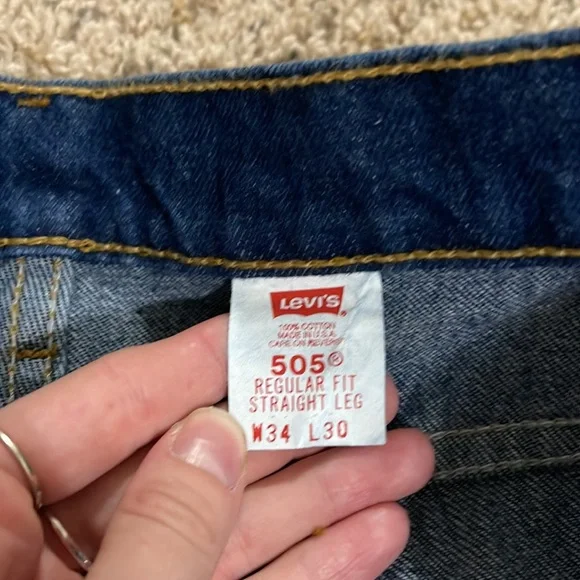 LEVI'S
100% COTTON
MADE IN U.S.A.
CARE ON REVERSE
505®
REGULAR FIT
STRAIGHT LEG
W34 L30